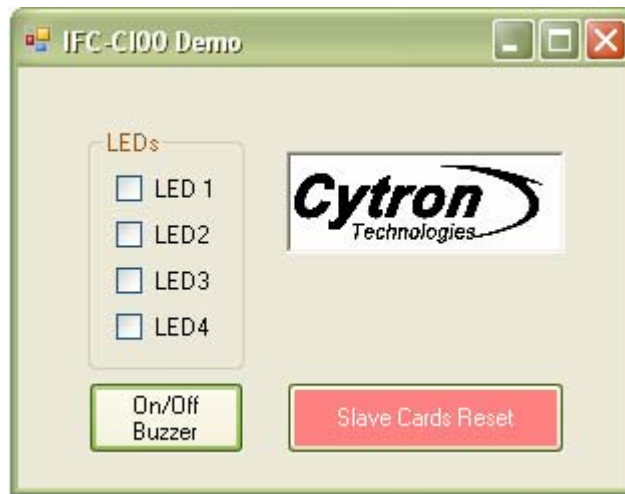 IFC-CI00 Demo
LEDs
LED 1
LED2
LED3
LED4
Cytron
Technologies
On/Off
Buzzer
Slave Cards Reset